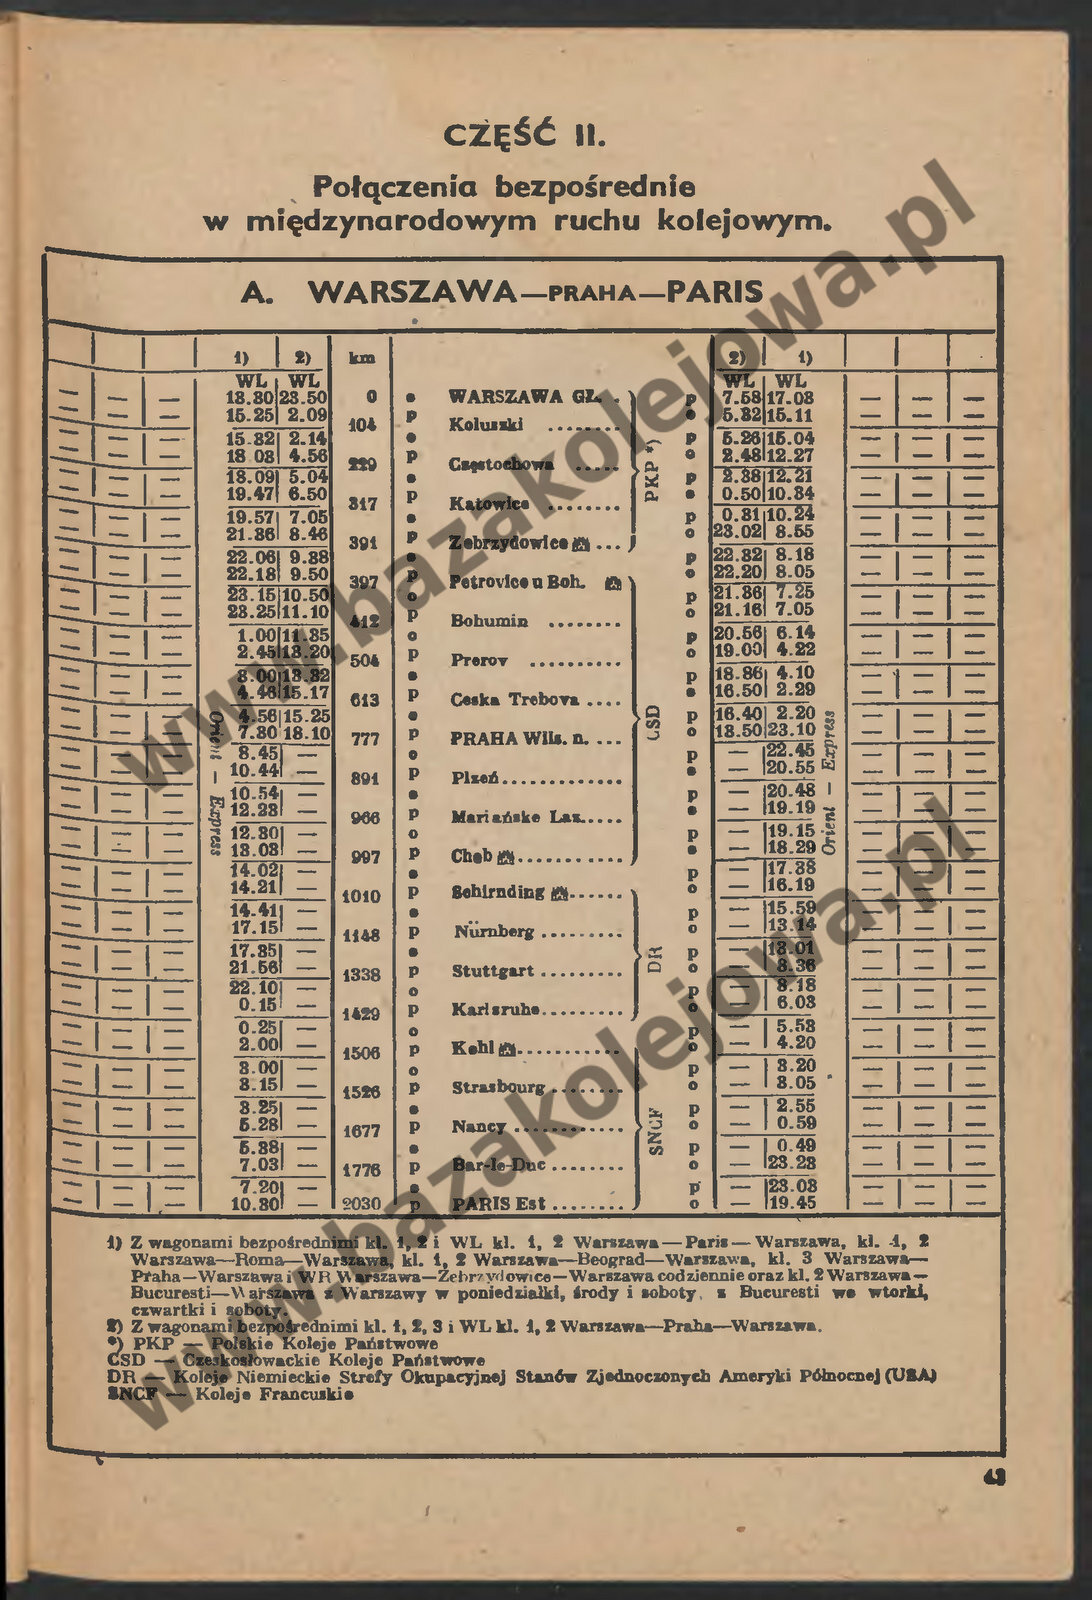 CZĘŚĆ II.
Połączenia bezpośrednie
w międzynarodowym ruchu kolejowym.
A. WARSZAWA—PRAHA—PARIS
1) 2) km 2) 1)
WL WL WL WL
18.30 23.50 0 o WARSZAWA GŁ. . p 7.58 17.08
15.25 2.09 104 p Koluszki ........ o 5.32 15.11
15.32 2.14 o p 5.26 15.04
18 08 4.56 229 p Częstochowa ..... o 2.48 12.27
18.09 5.04 o p 2.38 12.21
19.47 6.50 317 p Katowice ........ o 0.50 10.34
19.57 7.05 o p 0.31 10.24
21.36 8.46 391 p Zebrzydowice ... o 23.02 8.55
22.06 9.38 o p 22.32 8.18
22.18 9.50 397 p Petrovice u Boh. o 22.20 8.05
23.15 10.50 o p 21.36 7.25
23.25 11.10 412 p Bohumin ........ o 21.16 7.05
1.00 11.35 o p 20.56 6.14
2.45 13.20 504 p Prerov .......... o 19.00 4.22
3.00 13.32 o p 18.36 4.10
4.46 15.17 613 p Ceska Trebova .... o 16.50 2.29
4.56 15.25 o p 16.40 2.20
7.30 18.10 777 p PRAHA Wils. n. ... o 13.50 23.10
8.45 — o p — 22.45
10.44 — 891 p Plzeń.............. o — 20.55
10.54 — o p — 20.48
12.23 — 966 p Mariańske Laz..... o — 19.19
12.30 — o p — 19.15
13.03 — 997 p Cheb ............ o — 18.29
14.02 — o p — 17.38
14.21 — 1010 p Schirnding ...... o — 16.19
14.41 — o p — 15.59
17.15 — 1148 p Nürnberg ......... o — 13 14
17.35 — o p — 13.01
21.56 — 1338 p Stuttgart .......... o — 8.36
22.10 — o p — 8.18
0.15 — 1429 p Karlsruhe.......... o — 6.03
0.25 — o p — 5.53
2.00 — 1506 p Kehl ............. o — 4.20
3.00 — o p — 3.20
3.15 — 1526 p Strasbourg ........ o — 3.05
3.25 — o p — 2.55
5.28 — 1677 p Nancy ............. o — 0.59
5.38 — o p — 0.49
7.03 — 1776 p Bar-le-Duc ........ o — 23.28
7.20 — o p — 23.08
10.30 — 2030 p PARIS Est ........ o — 19.45
Orient — Express
PKP *)
CSD
DR
SNCF
Orient — Express
1) Z wagonami bezpośrednimi kl. 1, 2 i WL kl. 1, 2 Warszawa—Paris—Warszawa, kl. 1, 2
Warszawa—Roma—Warszawa, kl. 1, 2 Warszawa—Beograd—Warszawa, kl. 3 Warszawa—
Praha—Warszawa i WR Warszawa—Zebrzydowice—Warszawa codziennie oraz kl. 2 Warszawa—
Bucuresti—Warszawa z Warszawy w poniedziałki, środy i soboty, z Bucuresti we wtorki,
czwartki i soboty.
2) Z wagonami bezpośrednimi kl. 1, 2, 3 i WL kl. 1, 2 Warszawa—Praha—Warszawa.
*) PKP — Polskie Koleje Państwowe
CSD — Czeskosłowackie Koleje Państwowe
DR — Koleje Niemieckie Strefy Okupacyjnej Stanów Zjednoczonych Ameryki Północnej (USA)
SNCF — Koleje Francuskie
43
www.bazakolejowa.pl
www.bazakolejowa.pl